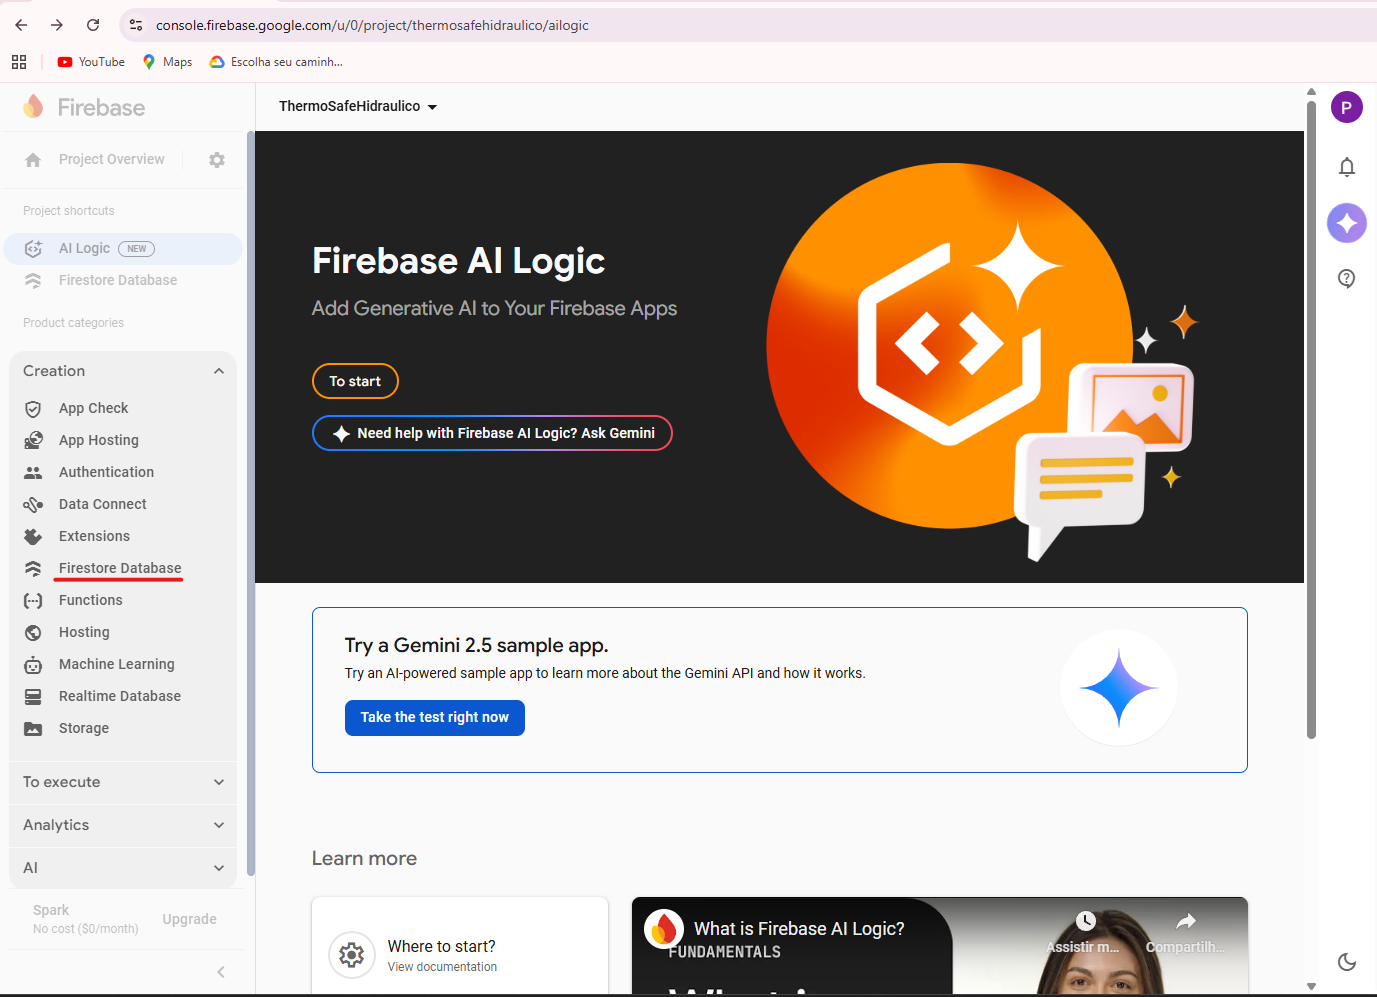 console.firebase.google.com/u/0/project/thermosafehidraulico/ailogic
YouTube
Maps
Escolha seu caminh...
Firebase
ThermoSafeHidraulico
P
Project Overview
Project shortcuts
AI Logic NEW
Firestore Database
Product categories
Creation
App Check
App Hosting
Authentication
Data Connect
Extensions
Firestore Database
Functions
Hosting
Machine Learning
Realtime Database
Storage
To execute
Analytics
AI
Spark
No cost ($0/month)
Upgrade
Firebase AI Logic
Add Generative AI to Your Firebase Apps
To start
Need help with Firebase AI Logic? Ask Gemini
Try a Gemini 2.5 sample app.
Try an AI-powered sample app to learn more about the Gemini API and how it works.
Take the test right now
Learn more
Where to start?
View documentation
What is Firebase AI Logic?
FUNDAMENTALS
Assistir m...
Compartilh...